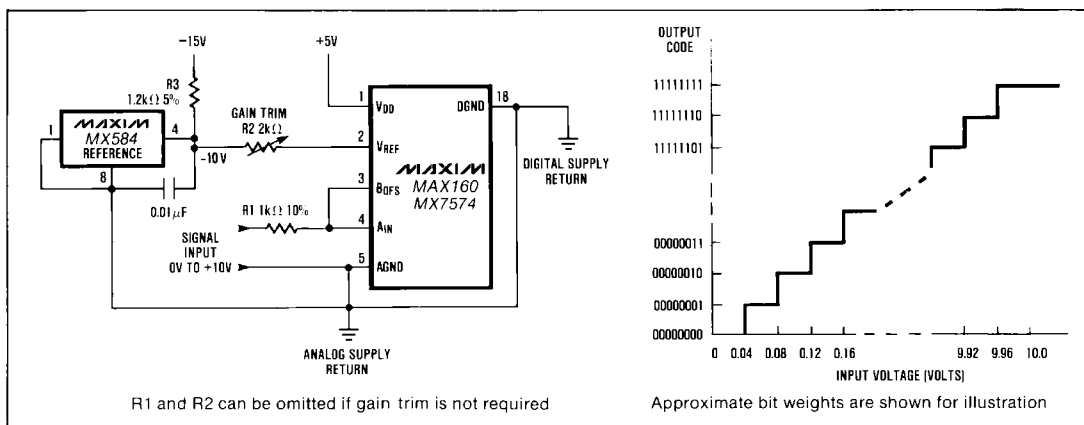 −15V
+5V
R3
1.2kΩ 5%
MAXIM
MX584
REFERENCE
1
4
8
−10V
0.01μF
GAIN TRIM
R2 2kΩ
R1 1kΩ 10%
SIGNAL
INPUT
0V TO +10V
1 VDD
2 VREF
3 BOFS
4 AIN
5 AGND
DGND 18
MAXIM
MAX160
MX7574
DIGITAL SUPPLY
RETURN
ANALOG SUPPLY
RETURN
R1 and R2 can be omitted if gain trim is not required
OUTPUT
CODE
11111111
11111110
11111101
00000011
00000010
00000001
00000000
0 0.04 0.08 0.12 0.16 9.92 9.96 10.0
INPUT VOLTAGE (VOLTS)
Approximate bit weights are shown for illustration